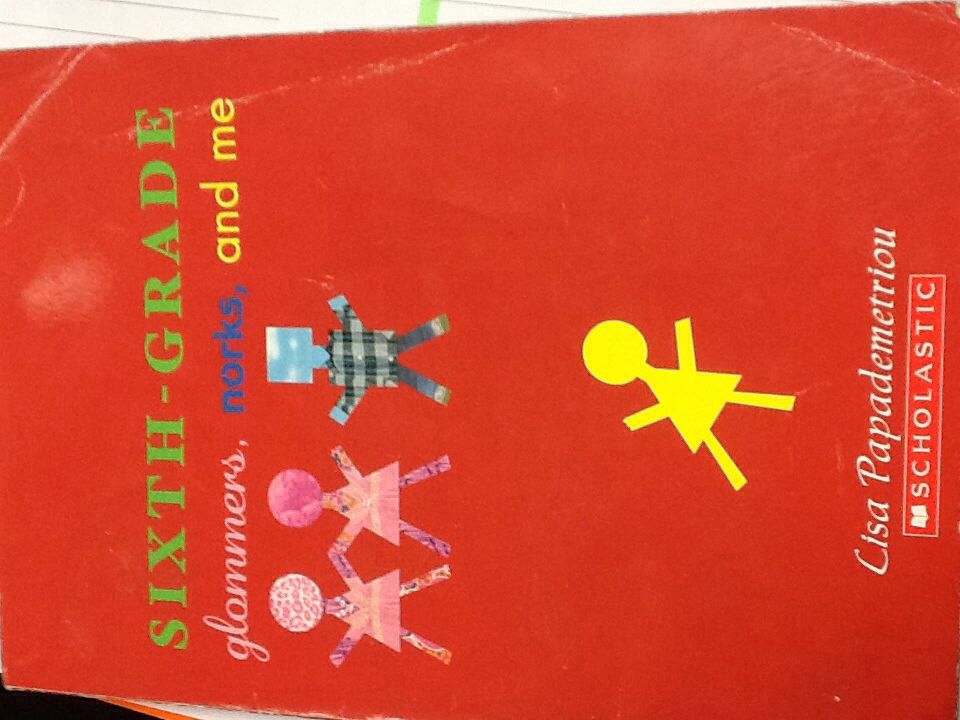 SIXTH-GRADE
glommers, norks, and me
Lisa Papademetriou
SCHOLASTIC